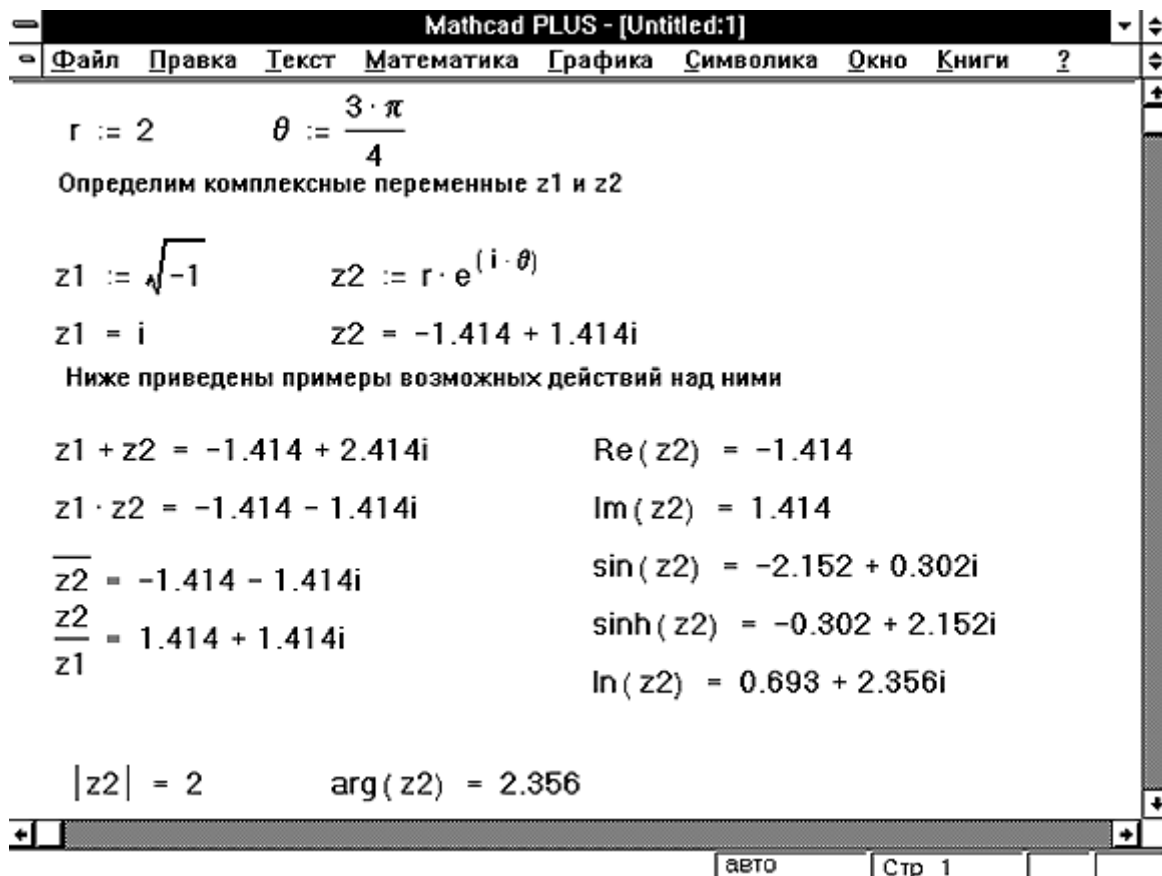 Mathcad PLUS - [Untitled:1]
Файл Правка Текст Математика Графика Символика Окно Книги ?
r := 2 θ := 3 · π / 4
Определим комплексные переменные z1 и z2
z1 := √-1 z2 := r · e^(i · θ)
z1 = i z2 = -1.414 + 1.414i
Ниже приведены примеры возможных действий над ними
z1 + z2 = -1.414 + 2.414i Re ( z2) = -1.414
z1 · z2 = -1.414 - 1.414i Im ( z2) = 1.414
z2̅ = -1.414 - 1.414i sin ( z2) = -2.152 + 0.302i
z2 / z1 = 1.414 + 1.414i sinh ( z2) = -0.302 + 2.152i
ln ( z2) = 0.693 + 2.356i
|z2| = 2 arg ( z2) = 2.356
авто Стр 1